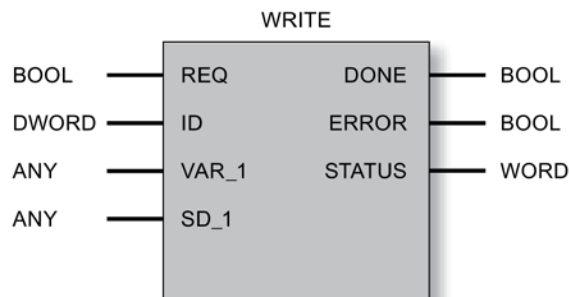 WRITE
BOOL REQ DONE BOOL
DWORD ID ERROR BOOL
ANY VAR_1 STATUS WORD
ANY SD_1